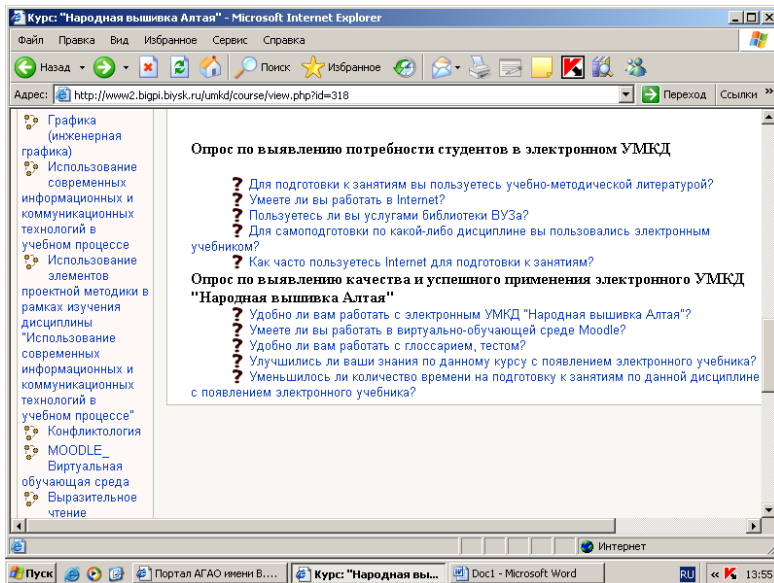 Курс: "Народная вышивка Алтая" - Microsoft Internet Explorer
Файл Правка Вид Избранное Сервис Справка
Назад Поиск Избранное
Адрес: http://www2.bigpi.biysk.ru/umkd/course/view.php?id=318 Переход Ссылки »
Графика
(инженерная
графика)
Использование
современных
информационных и
коммуникационных
технологий в
учебном процессе
Использование
элементов
проектной методики в
рамках изучения
дисциплины
"Использование
современных
информационных и
коммуникационных
технологий в
учебном процессе"
Конфликтология
MOODLE_
Виртуальная
обучающая среда
Выразительное
чтение
Опрос по выявлению потребности студентов в электронном УМКД
? Для подготовки к занятиям вы пользуетесь учебно-методической литературой?
? Умеете ли вы работать в Internet?
? Пользуетесь ли вы услугами библиотеки ВУЗа?
? Для самоподготовки по какой-либо дисциплине вы пользовались электронным
учебником?
? Как часто пользуетесь Internet для подготовки к занятиям?
Опрос по выявлению качества и успешного применения электронного УМКД
"Народная вышивка Алтая"
? Удобно ли вам работать с электронным УМКД "Народная вышивка Алтая"?
? Умеете ли вы работать в виртуально-обучающей среде Moodle?
? Удобно ли вам работать с глоссарием, тестом?
? Улучшились ли ваши знания по данному курсу с появлением электронного учебника?
? Уменьшилось ли количество времени на подготовку к занятиям по данной дисциплине
с появлением электронного учебника?
Интернет
Пуск Портал АГАО имени В.... Курс: "Народная вы... Doc1 - Microsoft Word RU « K 13:55